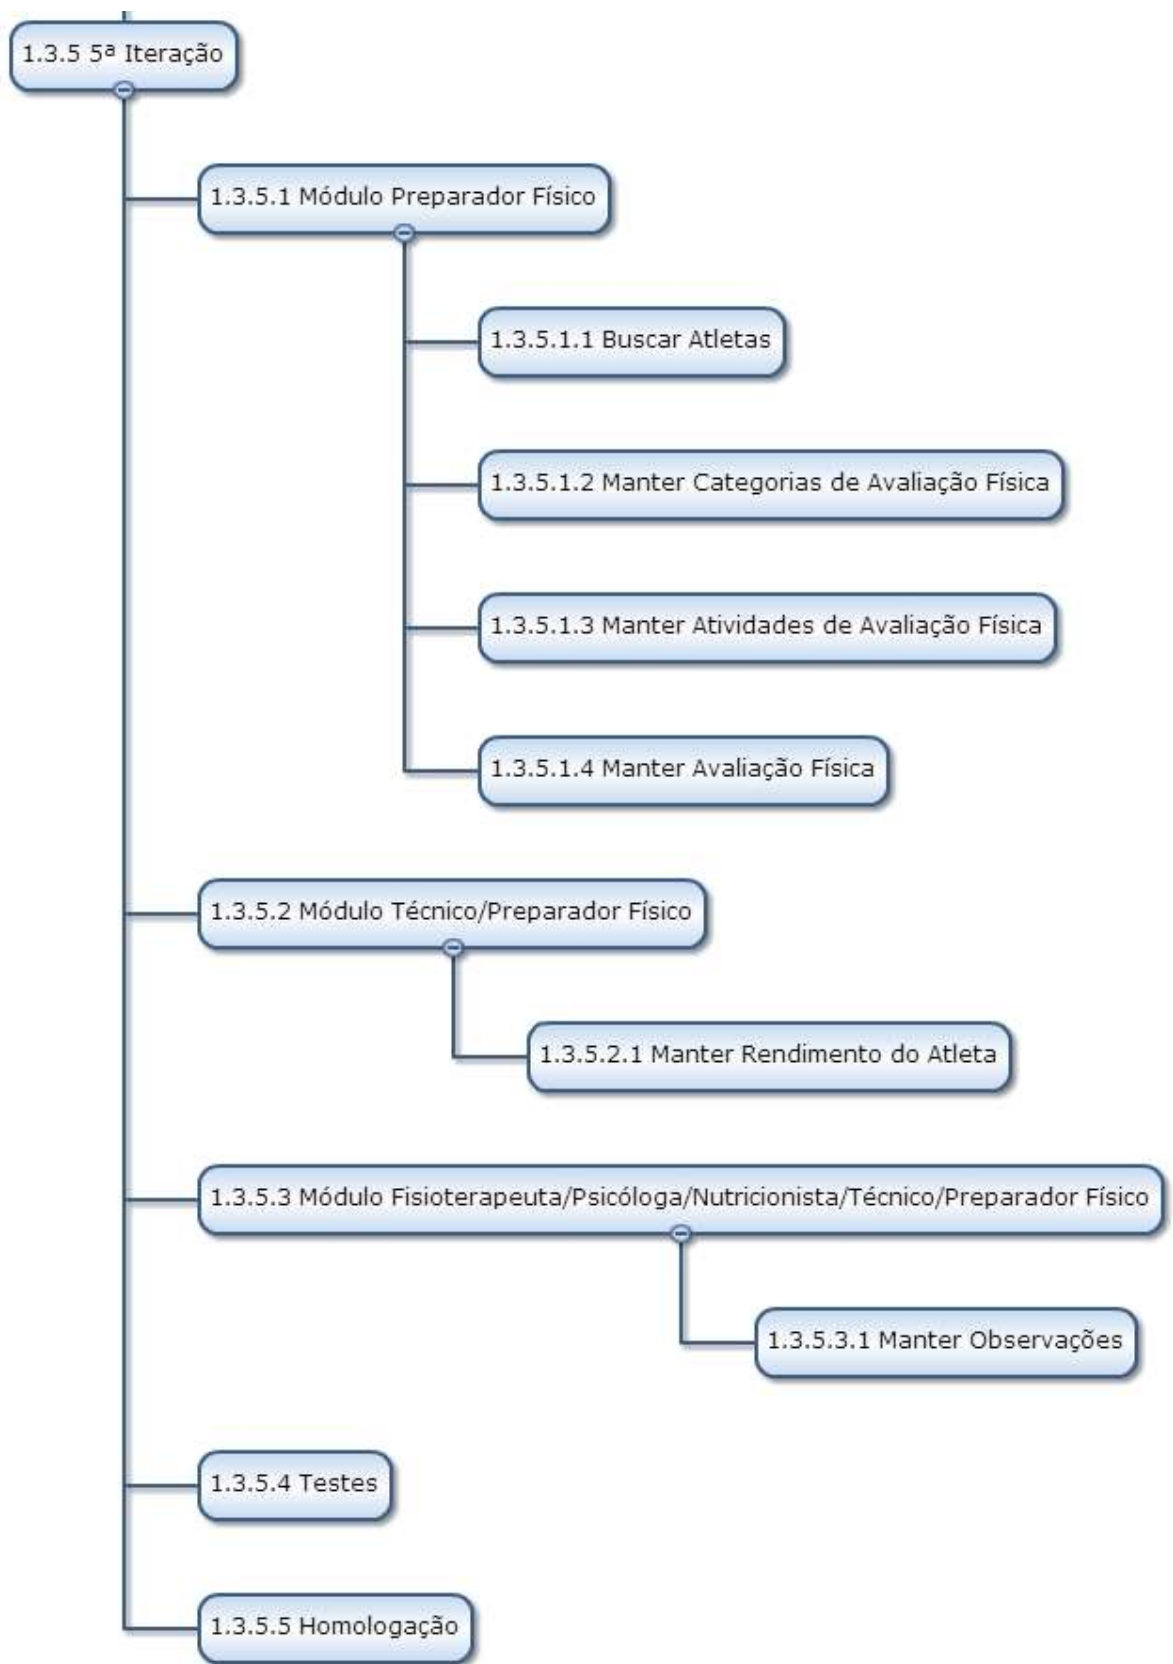 1.3.5 5ª Iteração
1.3.5.1 Módulo Preparador Físico
1.3.5.1.1 Buscar Atletas
1.3.5.1.2 Manter Categorias de Avaliação Física
1.3.5.1.3 Manter Atividades de Avaliação Física
1.3.5.1.4 Manter Avaliação Física
1.3.5.2 Módulo Técnico/Preparador Físico
1.3.5.2.1 Manter Rendimento do Atleta
1.3.5.3 Módulo Fisioterapeuta/Psicóloga/Nutricionista/Técnico/Preparador Físico
1.3.5.3.1 Manter Observações
1.3.5.4 Testes
1.3.5.5 Homologação